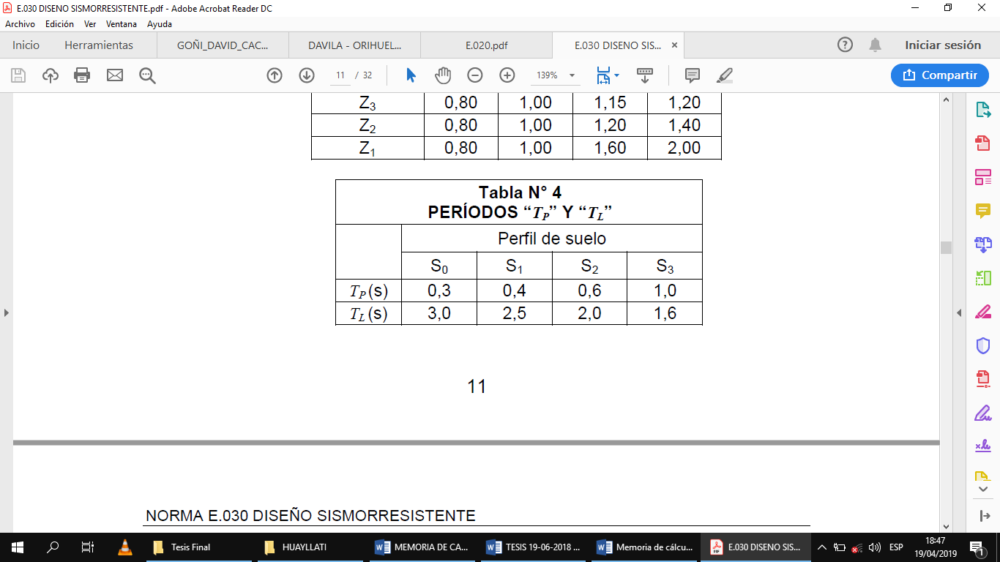 E.030 DISENO SISMORRESISTENTE.pdf - Adobe Acrobat Reader DC
Archivo Edición Ver Ventana Ayuda
Inicio Herramientas GOÑI_DAVID_CAC... DAVILA - ORIHUEL... E.020.pdf E.030 DISENO SIS... × ? Iniciar sesión
11 / 32 139% Compartir
Z3 0,80 1,00 1,15 1,20
Z2 0,80 1,00 1,20 1,40
Z1 0,80 1,00 1,60 2,00
Tabla N° 4
PERÍODOS “TP” Y “TL”
Perfil de suelo
S0 S1 S2 S3
TP (s) 0,3 0,4 0,6 1,0
TL (s) 3,0 2,5 2,0 1,6
11
NORMA E.030 DISEÑO SISMORRESISTENTE
Tesis Final HUAYLLATI MEMORIA DE CA... TESIS 19-06-2018 ... Memoria de cálcu... E.030 DISENO SIS... ESP 18:47
19/04/2019 1